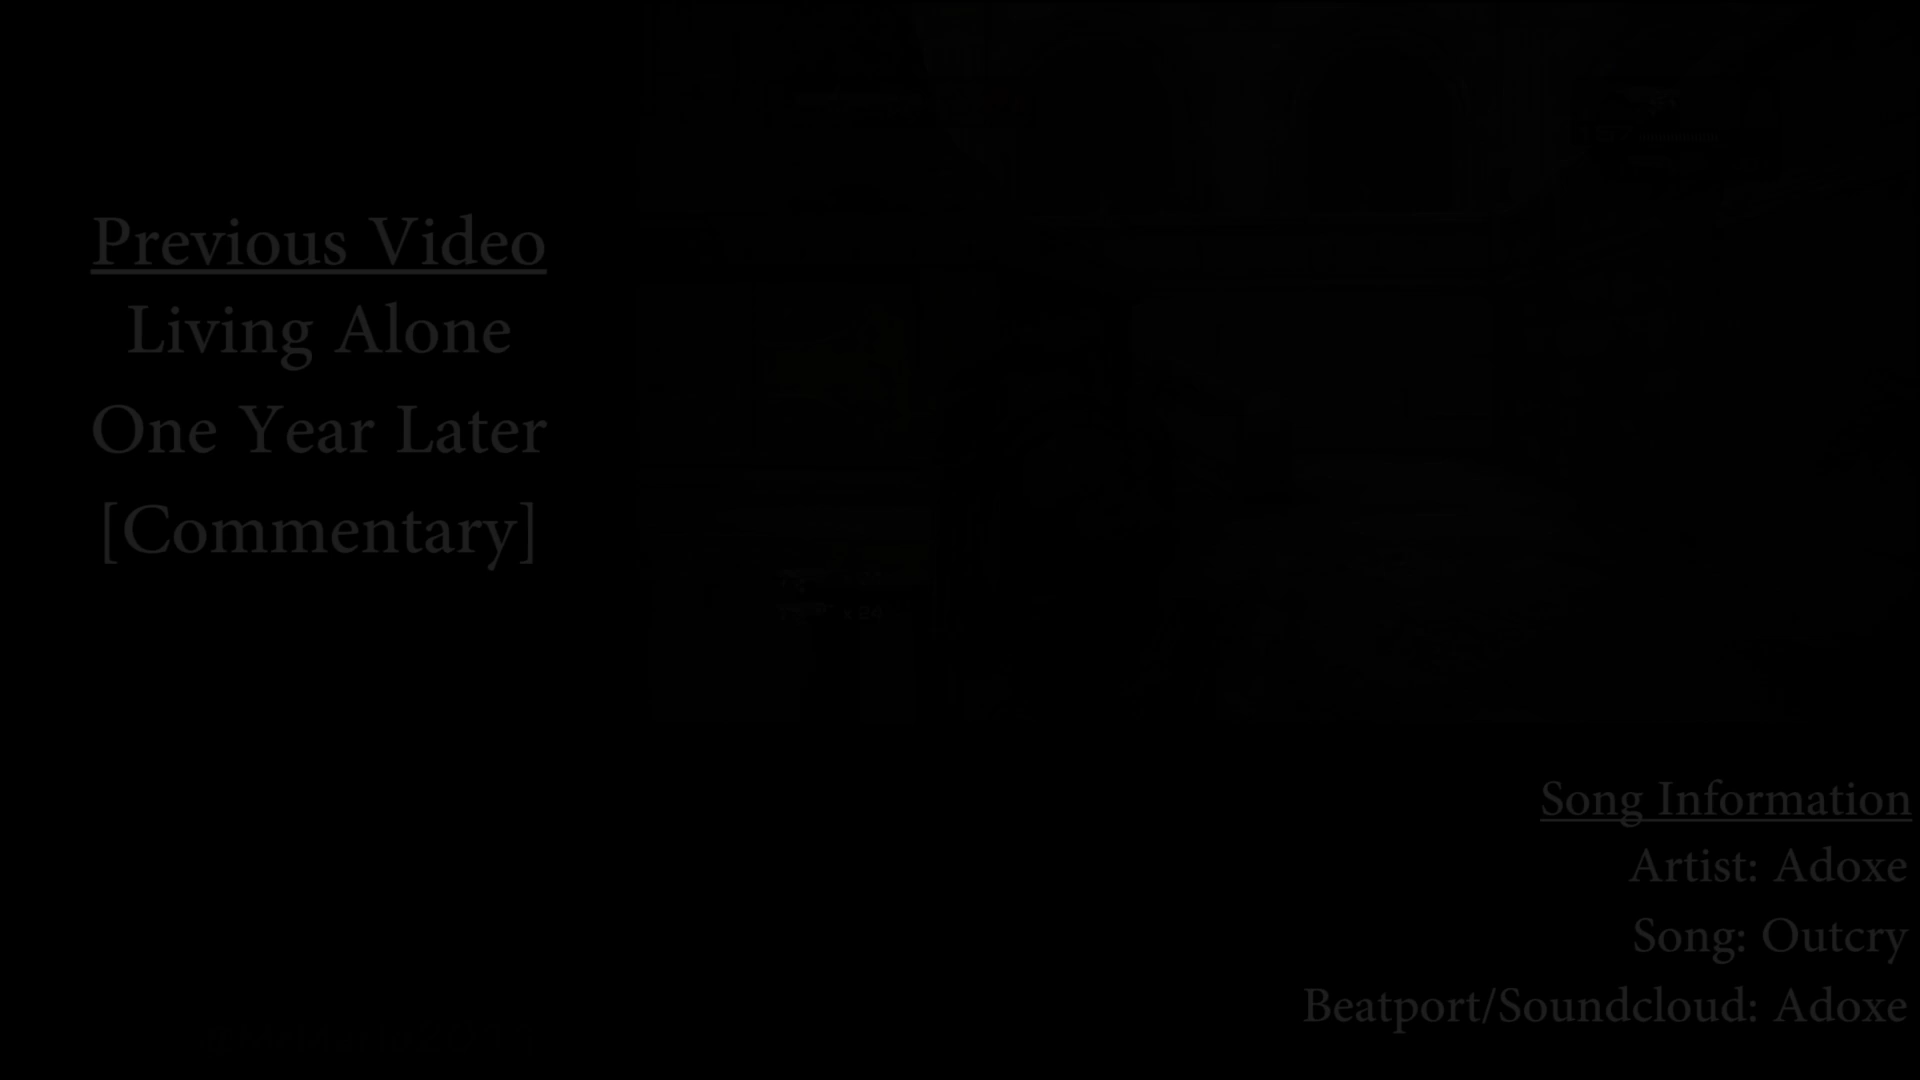 Previous Video
Living Alone
One Year Later
[Commentary]
Song Information
Artist: Adoxe
Song: Outcry
Beatport/Soundcloud: Adoxe